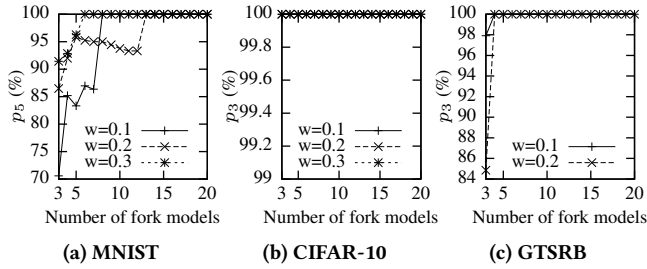 100
95
90
85
80
75
70
p5 (%)
w=0.1
w=0.2
w=0.3
3 5 10 15 20
Number of fork models
(a) MNIST
100
99.8
99.6
99.4
99.2
99
p3 (%)
w=0.1
w=0.2
w=0.3
3 5 10 15 20
Number of fork models
(b) CIFAR-10
100
98
96
94
92
90
88
86
84
p3 (%)
w=0.1
w=0.2
3 5 10 15 20
Number of fork models
(c) GTSRB